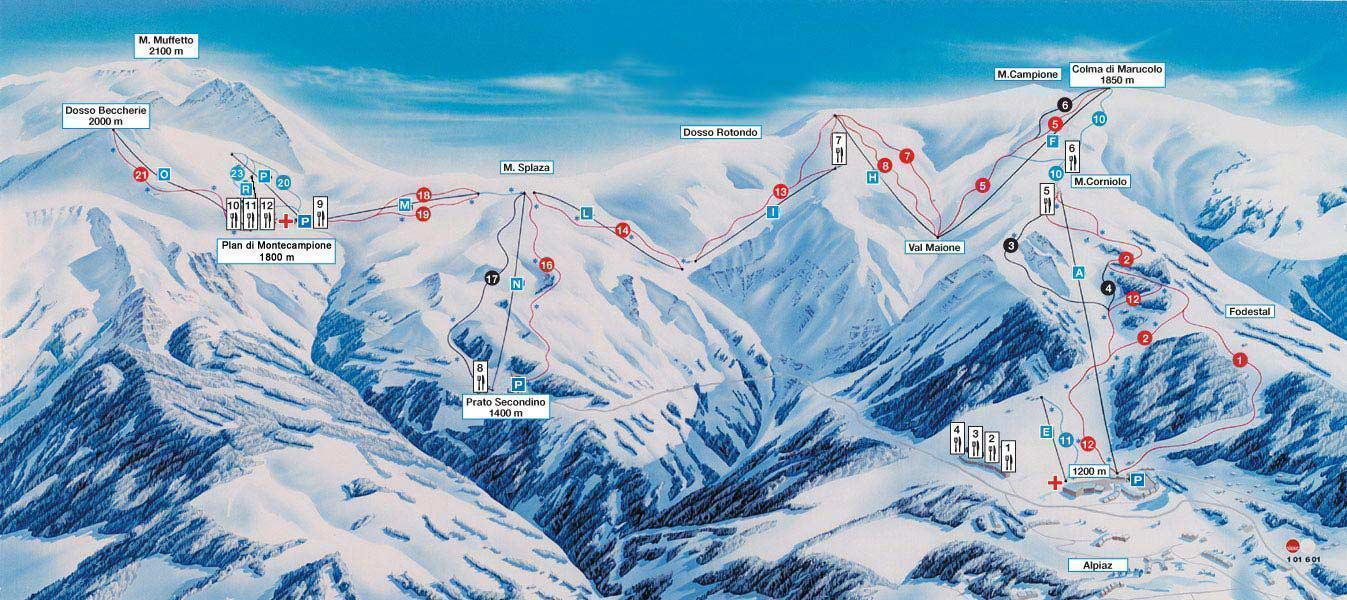 M. Muffetto
2100 m
Dosso Beccherie
2000 m
M.Campione
Colma di Marucolo
1850 m
Dosso Rotondo
M. Splaza
M.Corniolo
Val Maione
Plan di Montecampione
1800 m
Fodestal
Prato Secondino
1400 m
1200 m
Alpiaz
21
O
23
P
R
20
10
11
12
P
9
18
M
19
L
14
13
I
7
8
7
H
6
5
F
10
6
5
10
5
3
2
A
4
12
2
1
17
16
N
8
P
4
3
2
1
E
11
12
P
1 01 6 01